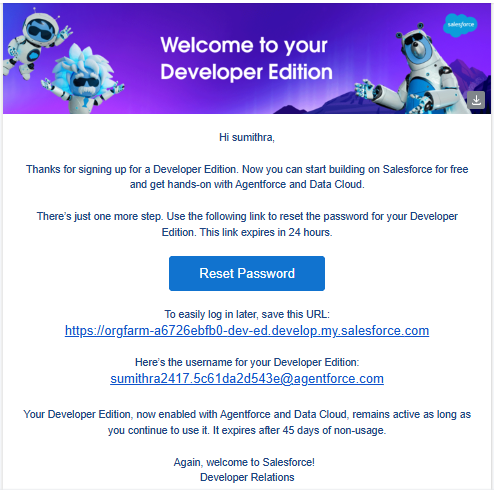 Welcome to your
Developer Edition
salesforce
Hi sumithra,
Thanks for signing up for a Developer Edition. Now you can start building on Salesforce for free
and get hands-on with Agentforce and Data Cloud.
There's just one more step. Use the following link to reset the password for your Developer
Edition. This link expires in 24 hours.
Reset Password
To easily log in later, save this URL:
https://orgfarm-a6726ebfb0-dev-ed.develop.my.salesforce.com
Here's the username for your Developer Edition:
sumithra2417.5c61da2d543e@agentforce.com
Your Developer Edition, now enabled with Agentforce and Data Cloud, remains active as long as
you continue to use it. It expires after 45 days of non-usage.
Again, welcome to Salesforce!
Developer Relations